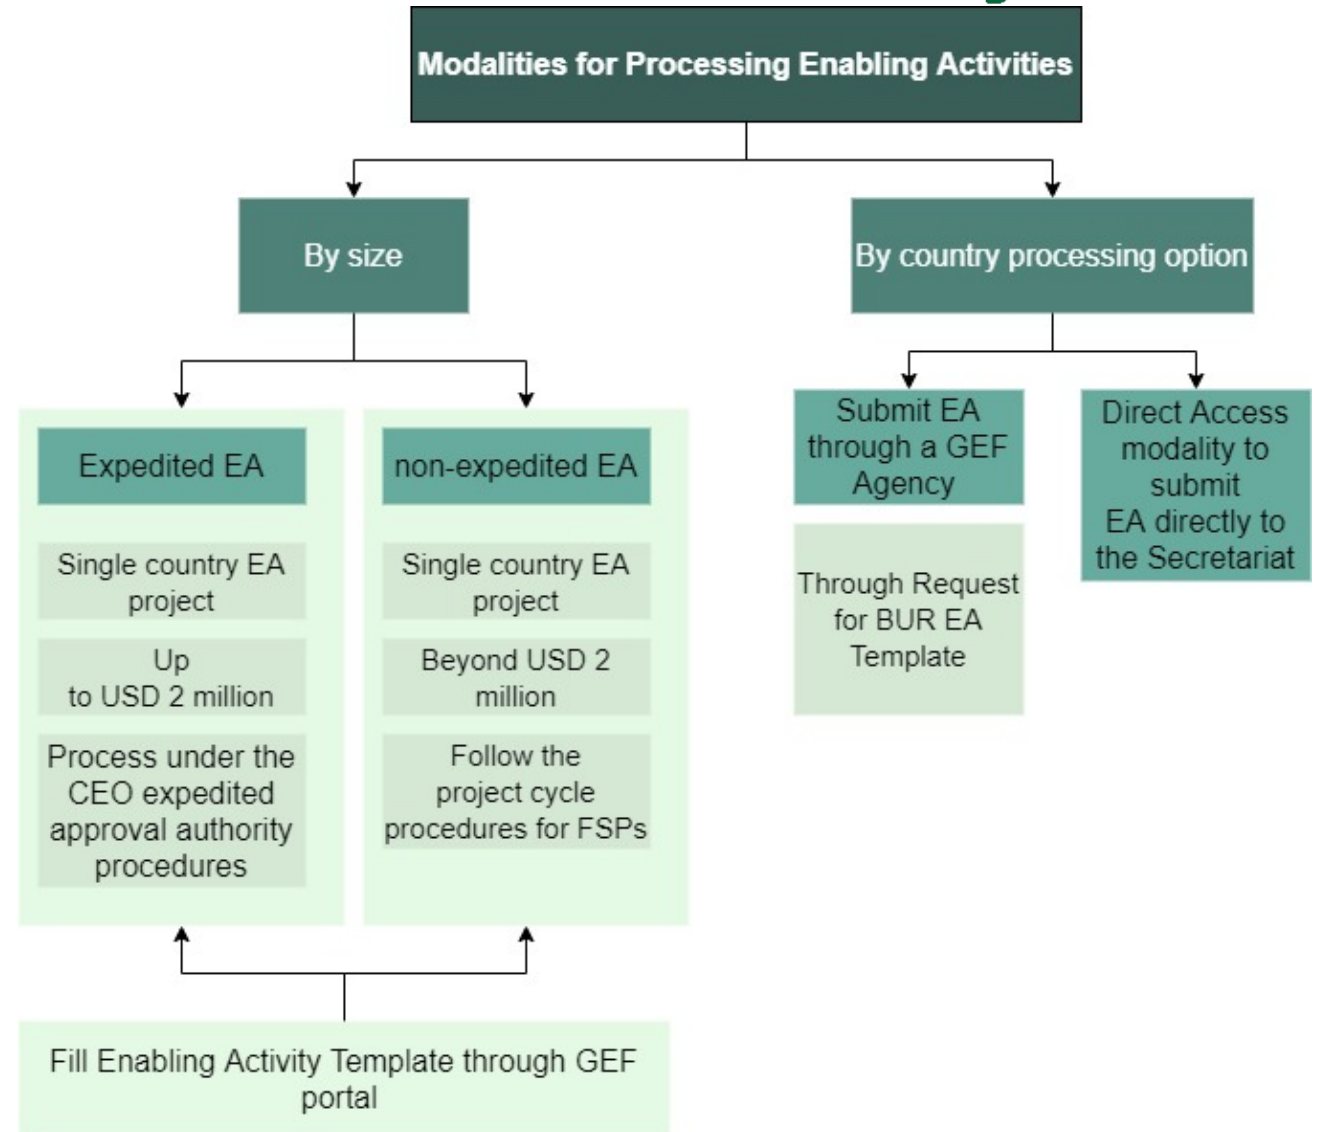 Modalities for Processing Enabling Activities
By size
By country processing option
Expedited EA
Single country EA
project
Up
to USD 2 million
Process under the
CEO expedited
approval authority
procedures
non-expedited EA
Single country EA
project
Beyond USD 2
million
Follow the
project cycle
procedures for FSPs
Submit EA
through a GEF
Agency
Through Request
for BUR EA
Template
Direct Access
modality to
submit
EA directly to
the Secretariat
Fill Enabling Activity Template through GEF
portal